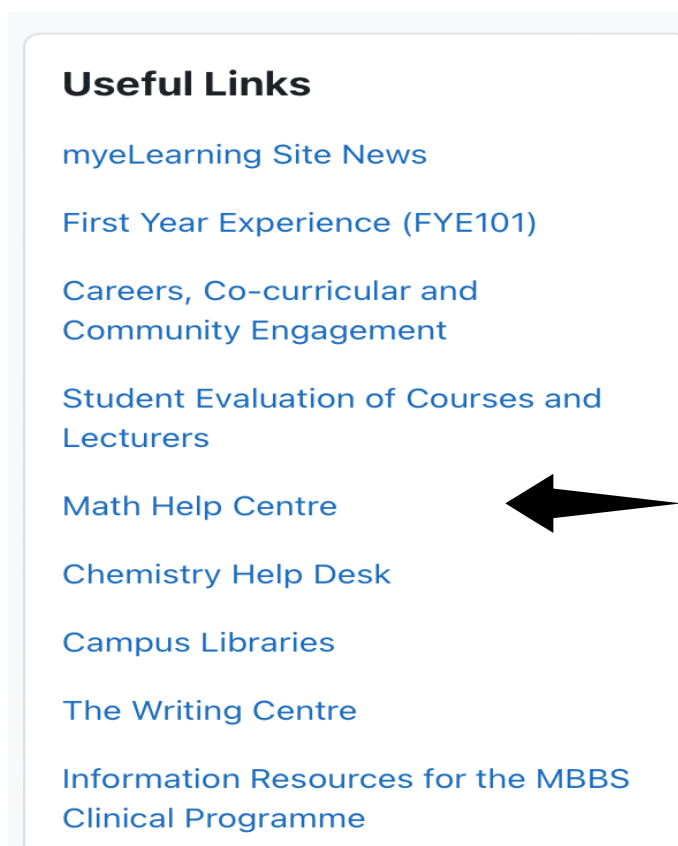 Useful Links
myeLearning Site News
First Year Experience (FYE101)
Careers, Co-curricular and
Community Engagement
Student Evaluation of Courses and
Lecturers
Math Help Centre
Chemistry Help Desk
Campus Libraries
The Writing Centre
Information Resources for the MBBS
Clinical Programme